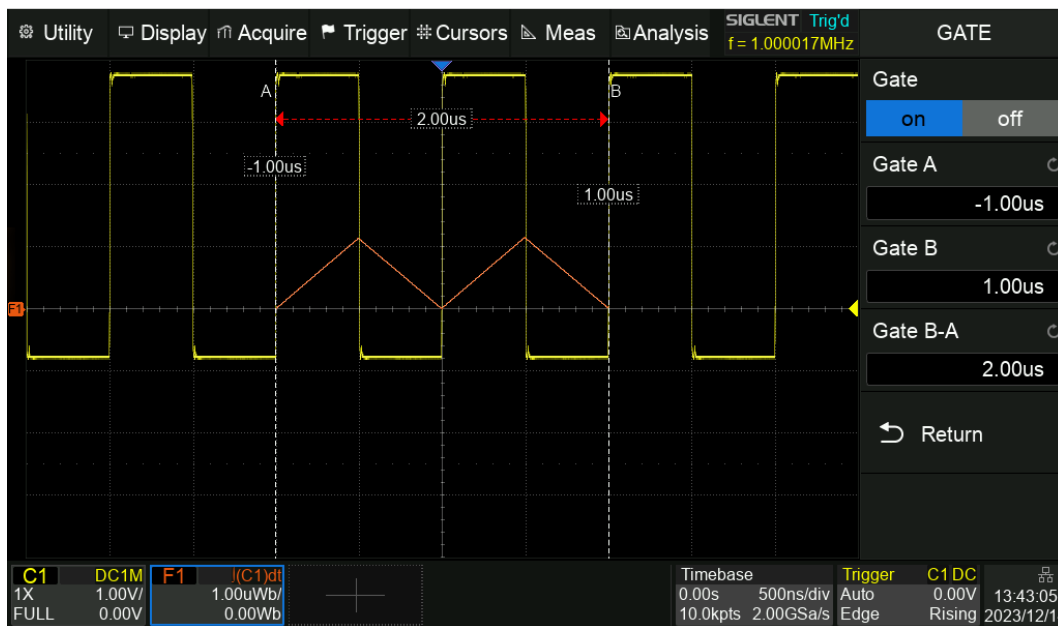 Utility Display Acquire Trigger Cursors Meas Analysis
SIGLENT Trig'd
f = 1.000017MHz
GATE
Gate
on off
Gate A
-1.00us
Gate B
1.00us
Gate B-A
2.00us
Return
A
B
2.00us
-1.00us
1.00us
F1
C1 DC1M
1X 1.00V/
FULL 0.00V
F1 ∫(C1)dt
1.00uWb/
0.00Wb
Timebase
0.00s 500ns/div
10.0kpts 2.00GSa/s
Trigger C1 DC
Auto 0.00V
Edge Rising
13:43:05
2023/12/1